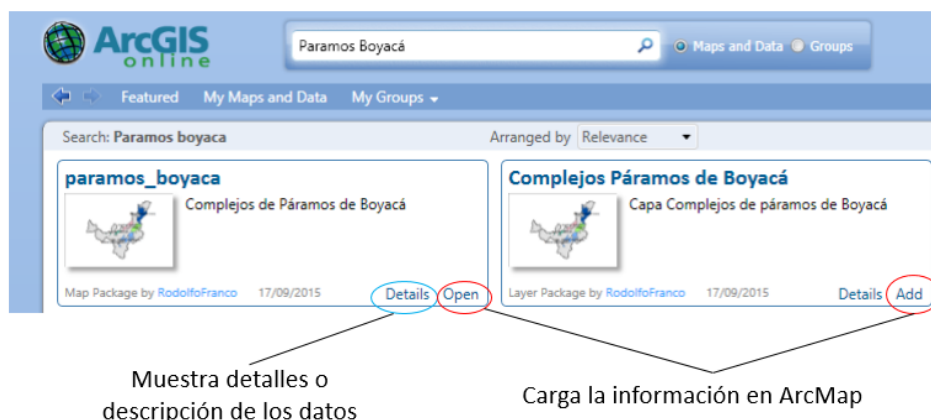 ArcGIS
online
Paramos Boyacá
Maps and Data Groups
Featured My Maps and Data My Groups
Search: Paramos boyaca Arranged by Relevance
paramos_boyaca
Complejos de Páramos de Boyacá
Map Package by RodolfoFranco 17/09/2015 Details Open
Complejos Páramos de Boyacá
Capa Complejos de páramos de Boyacá
Layer Package by RodolfoFranco 17/09/2015 Details Add
Muestra detalles o
descripción de los datos
Carga la información en ArcMap